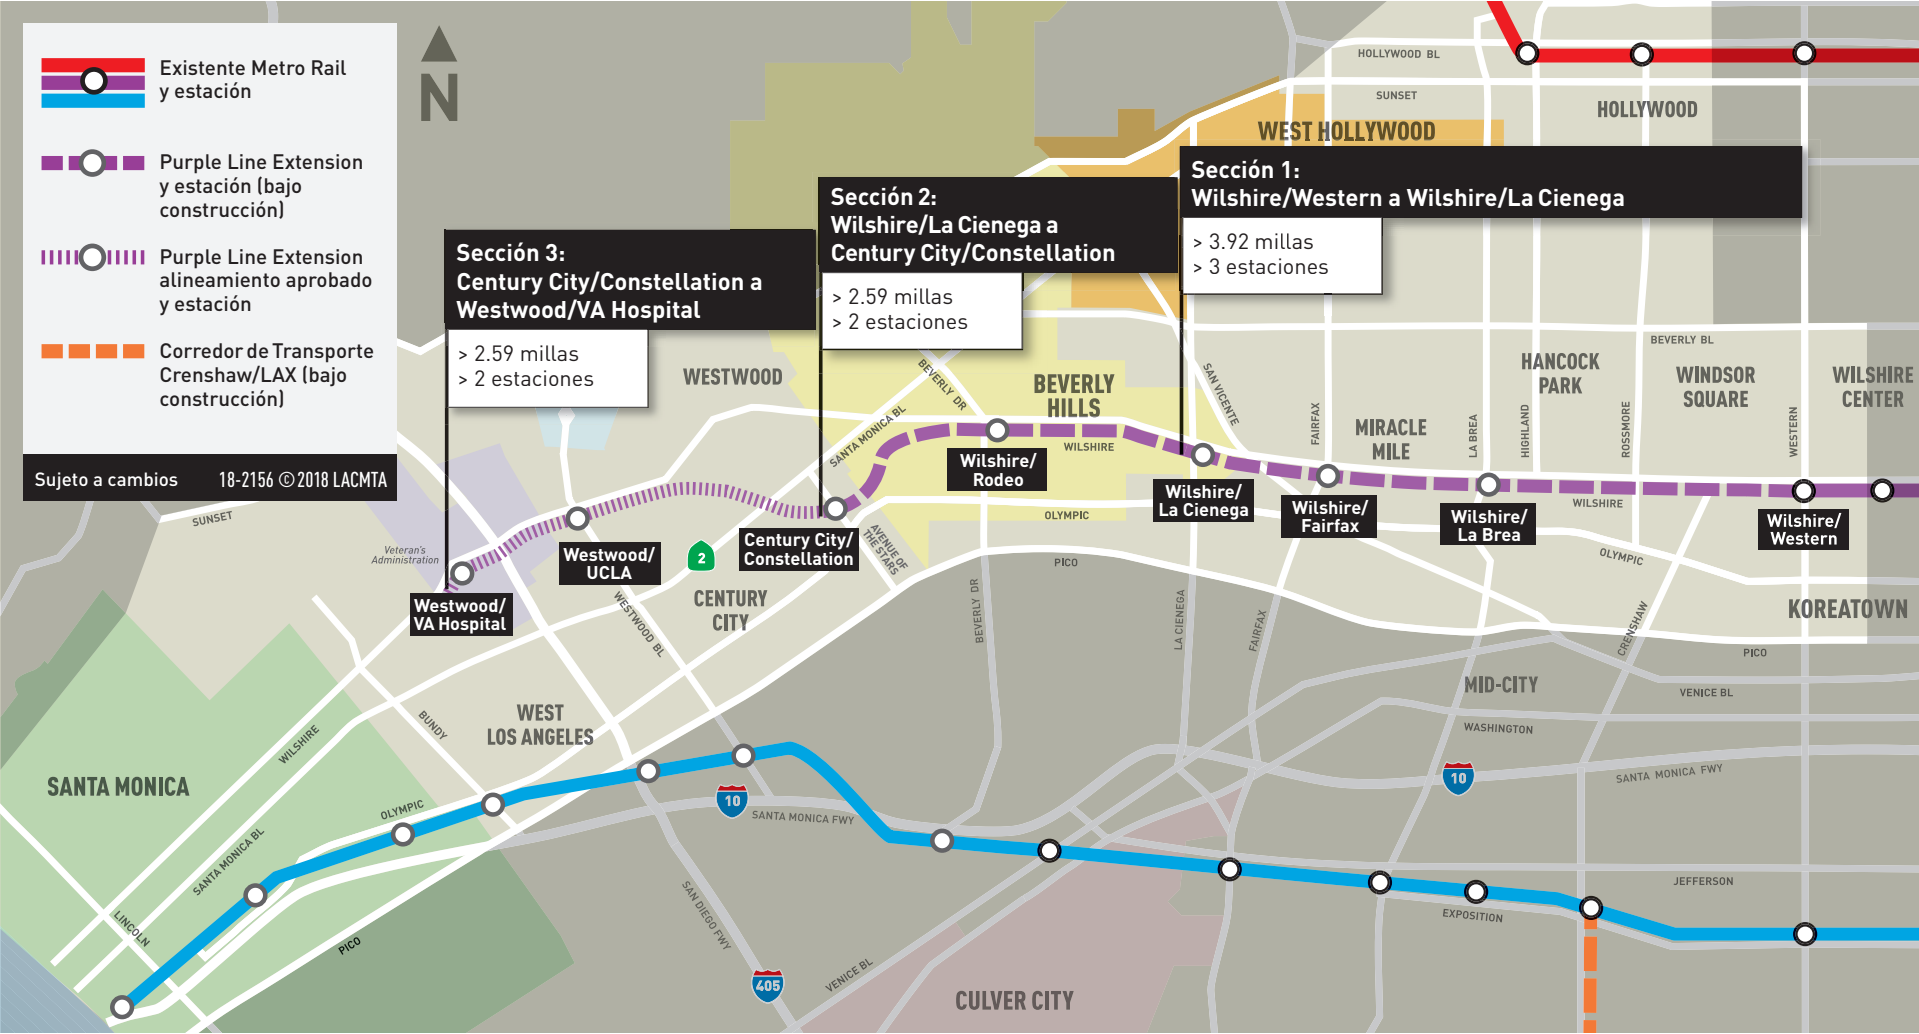 Existente Metro Rail
y estación
Purple Line Extension
y estación (bajo
construcción)
Purple Line Extension
alineamiento aprobado
y estación
Corredor de Transporte
Crenshaw/LAX (bajo
construcción)
Sujeto a cambios
18-2156 ©2018 LACMTA
N
Sección 3:
Century City/Constellation a
Westwood/VA Hospital
> 2.59 millas
> 2 estaciones
Sección 2:
Wilshire/La Cienega a
Century City/Constellation
> 2.59 millas
> 2 estaciones
Sección 1:
Wilshire/Western a Wilshire/La Cienega
> 3.92 millas
> 3 estaciones
HOLLYWOOD BL
SUNSET
HOLLYWOOD
WEST HOLLYWOOD
BEVERLY BL
WESTWOOD
BEVERLY DR
BEVERLY
HILLS
SAN VICENTE
HANCOCK
PARK
WINDSOR
SQUARE
WILSHIRE
CENTER
SANTA MONICA BL
WILSHIRE
FAIRFAX
MIRACLE
MILE
LA BREA
HIGHLAND
ROSSMORE
WESTERN
Wilshire/
Rodeo
Wilshire/
La Cienega
Wilshire/
Fairfax
Wilshire/
La Brea
WILSHIRE
Wilshire/
Western
SUNSET
OLYMPIC
Veteran's
Administration
Westwood/
UCLA
2
Century City/
Constellation
AVENUE OF
THE STARS
PICO
OLYMPIC
Westwood/
VA Hospital
WESTWOOD BL
CENTURY
CITY
BEVERLY DR
LA CIENEGA
FAIRFAX
CRENSHAW
KOREATOWN
PICO
MID-CITY
VENICE BL
WASHINGTON
WEST
LOS ANGELES
BUNDY
WILSHIRE
SANTA MONICA
OLYMPIC
10
SANTA MONICA FWY
10
SANTA MONICA FWY
SANTA MONICA BL
LINCOLN
PICO
SAN DIEGO FWY
405
VENICE BL
CULVER CITY
EXPOSITION
JEFFERSON